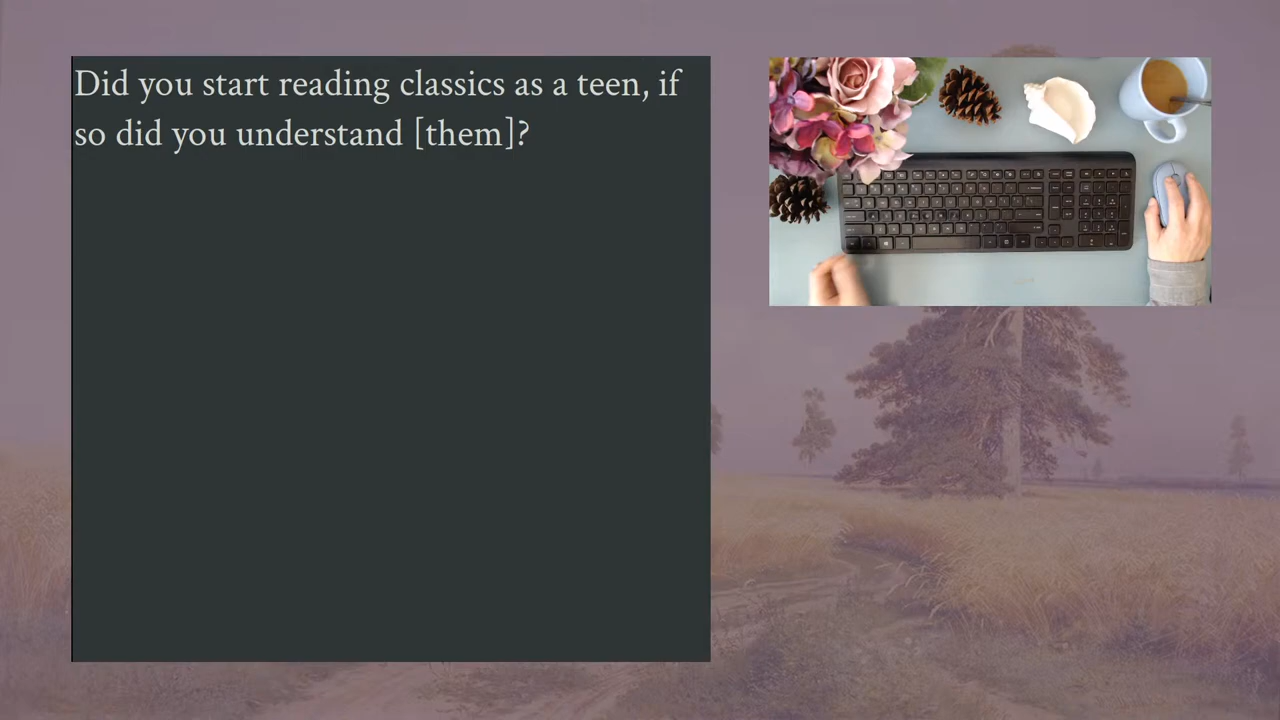 Did you start reading classics as a teen, if
so did you understand [them]?